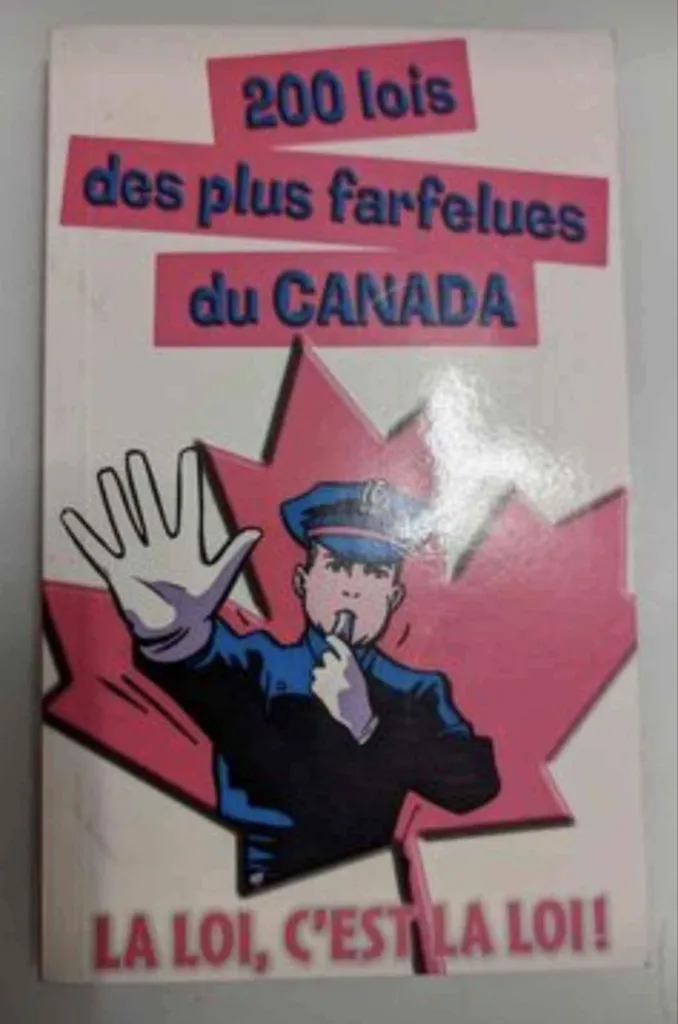 200 lois
des plus farfelues
du CANADA
LA LOI, C'EST LA LOI!